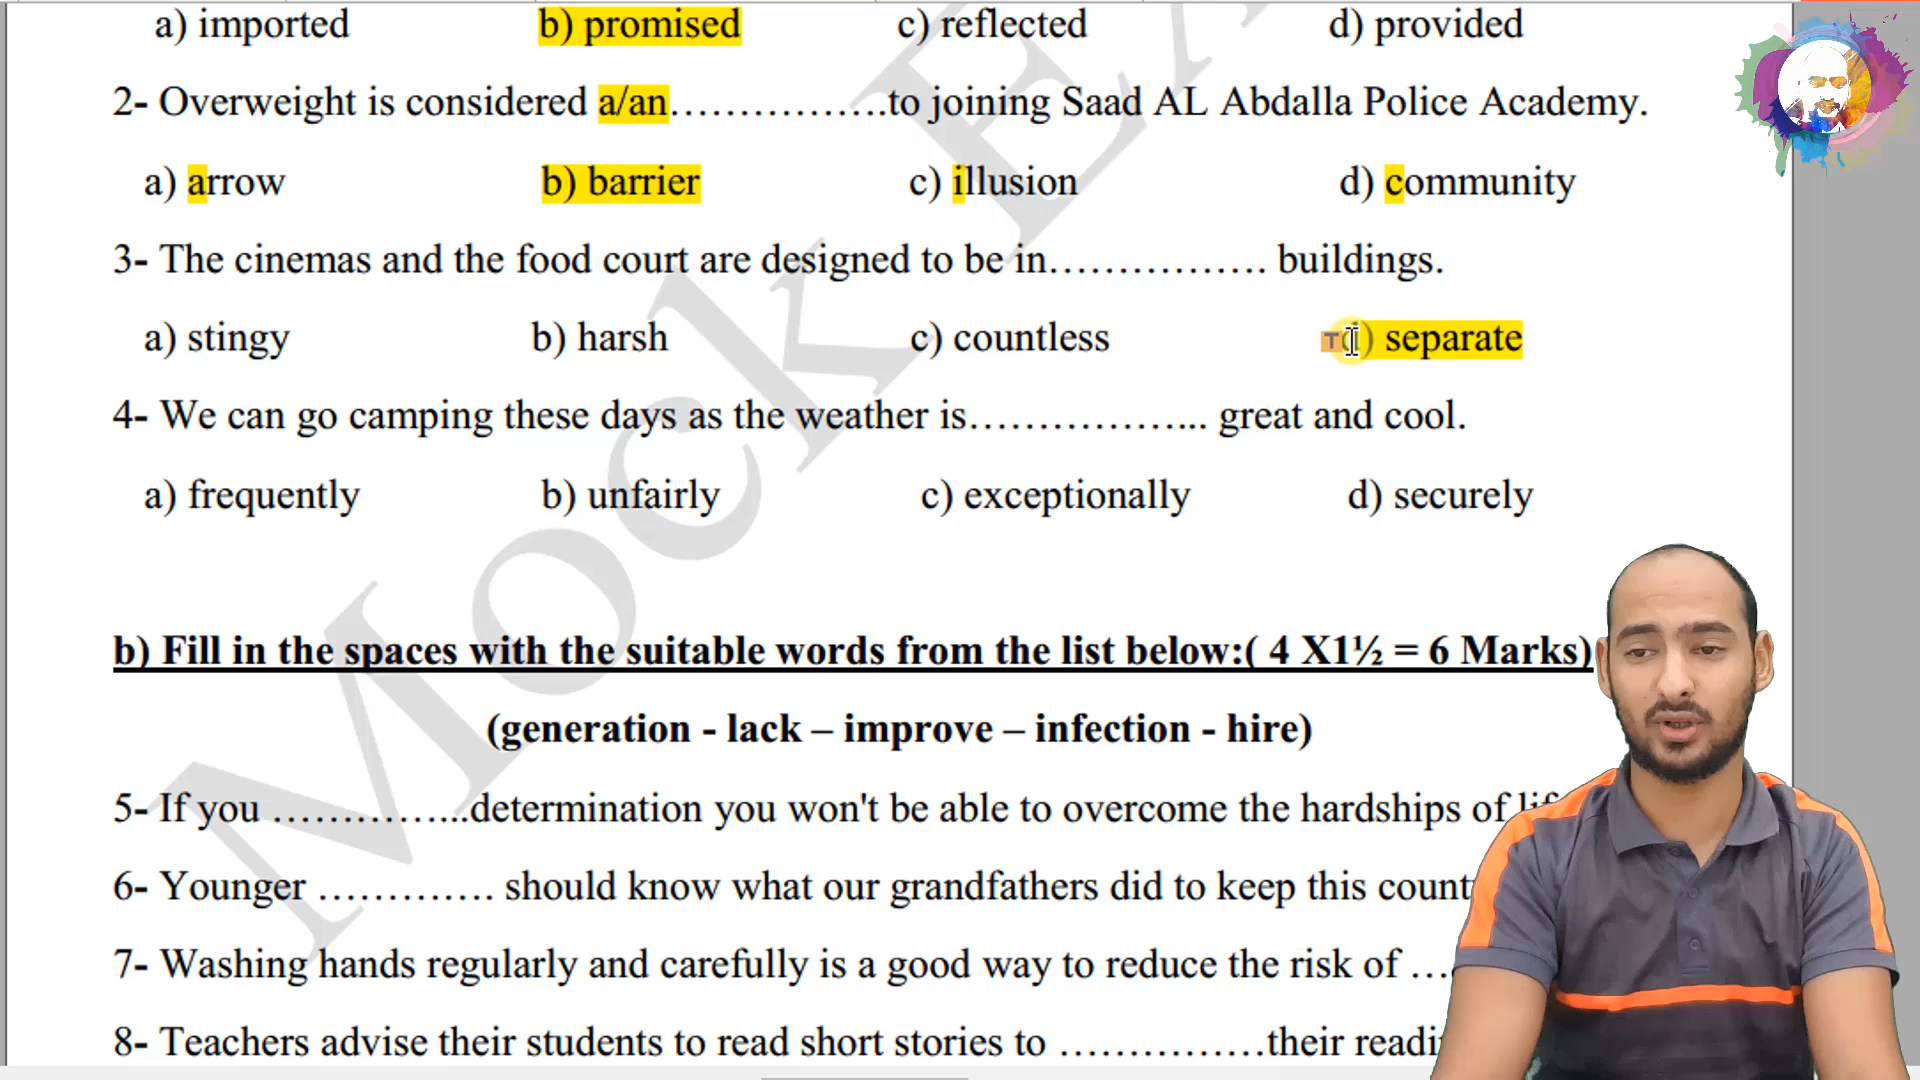 a) imported b) promised c) reflected d) provided
2- Overweight is considered a/an.................to joining Saad AL Abdalla Police Academy.
a) arrow b) barrier c) illusion d) community
3- The cinemas and the food court are designed to be in................ buildings.
a) stingy b) harsh c) countless d) separate
4- We can go camping these days as the weather is.................. great and cool.
a) frequently b) unfairly c) exceptionally d) securely
b) Fill in the spaces with the suitable words from the list below:( 4 X1½ = 6 Marks)
(generation - lack – improve – infection - hire)
5- If you ...............determination you won't be able to overcome the hardships of
6- Younger ............. should know what our grandfathers did to keep this
7- Washing hands regularly and carefully is a good way to reduce the risk of ...
8- Teachers advise their students to read short stories to ...............their
Mock